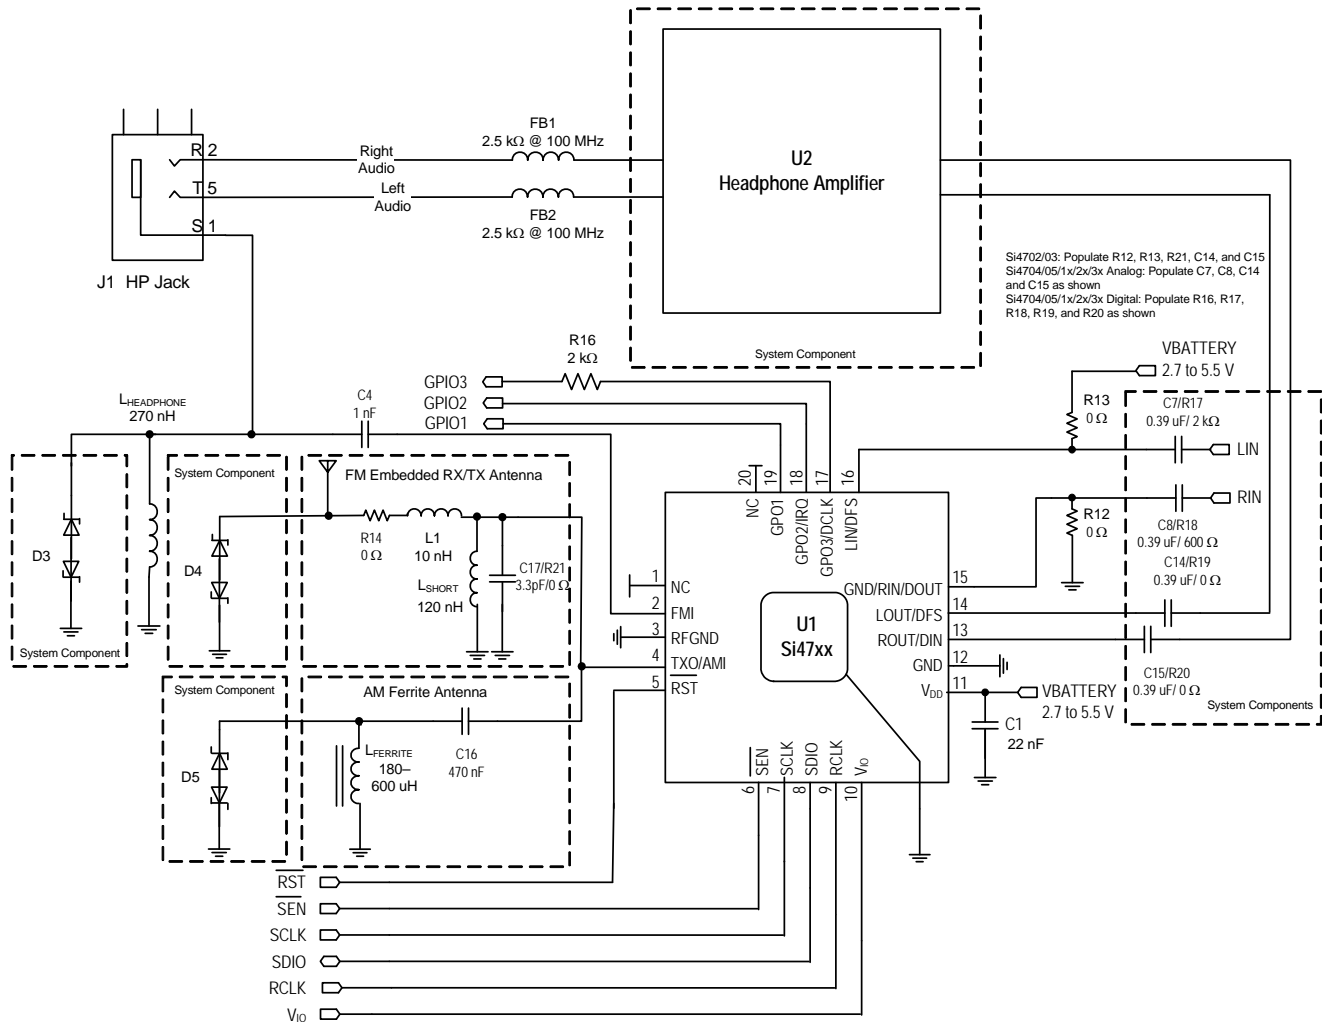 U2
Headphone Amplifier
System Component
FB1
2.5 kΩ @ 100 MHz
FB2
2.5 kΩ @ 100 MHz
Right
Audio
Left
Audio
R 2
T 5
S 1
J1 HP Jack
Si4702/03: Populate R12, R13, R21, C14, and C15
Si4704/05/1x/2x/3x Analog: Populate C7, C8, C14
and C15 as shown
Si4704/05/1x/2x/3x Digital: Populate R16, R17,
R18, R19, and R20 as shown
R16
2 kΩ
GPIO3
GPIO2
GPIO1
VBATTERY
2.7 to 5.5 V
R13
0 Ω
C7/R17
0.39 uF/ 2 kΩ
LIN
RIN
R12
0 Ω
C8/R18
0.39 uF/ 600 Ω
C14/R19
0.39 uF/ 0 Ω
C15/R20
0.39 uF/ 0 Ω
System Components
VBATTERY
2.7 to 5.5 V
C1
22 nF
LHEADPHONE
270 nH
C4
1 nF
D3
System Component
System Component
D4
FM Embedded RX/TX Antenna
R14
0 Ω
L1
10 nH
LSHORT
120 nH
C17/R21
3.3pF/0 Ω
System Component
D5
AM Ferrite Antenna
LFERRITE
180–
600 uH
C16
470 nF
20 NC
19 GPO1
18 GPO2/IRQ
17 GPO3/DCLK
16 LIN/DFS
1 NC
2 FMI
3 RFGND
4 TXO/AMI
5 RST
U1
Si47xx
GND/RIN/DOUT 15
LOUT/DFS 14
ROUT/DIN 13
GND 12
VDD 11
6 SEN
7 SCLK
8 SDIO
9 RCLK
10 VIO
RST
SEN
SCLK
SDIO
RCLK
VIO